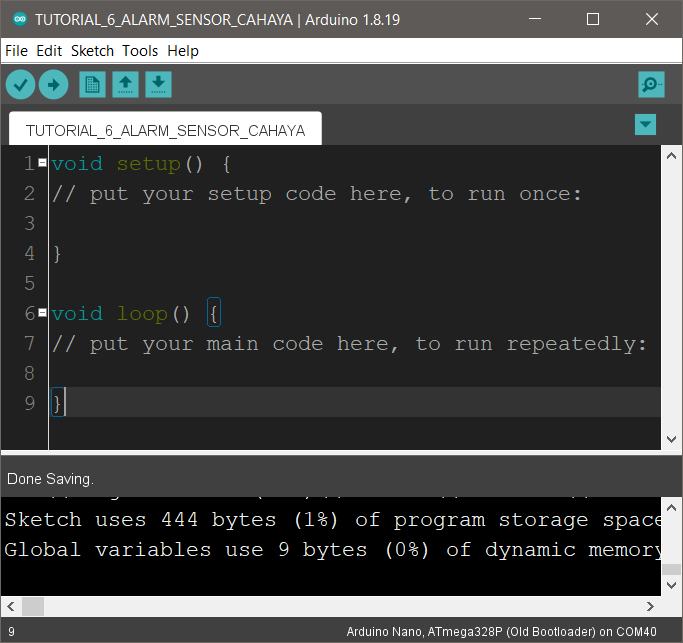 TUTORIAL_6_ALARM_SENSOR_CAHAYA | Arduino 1.8.19
File Edit Sketch Tools Help
TUTORIAL_6_ALARM_SENSOR_CAHAYA
1 void setup() {
2 // put your setup code here, to run once:
3
4 }
5
6 void loop() {
7 // put your main code here, to run repeatedly:
8
9 }
Done Saving.
Sketch uses 444 bytes (1%) of program storage space
Global variables use 9 bytes (0%) of dynamic memory
9 Arduino Nano, ATmega328P (Old Bootloader) on COM40